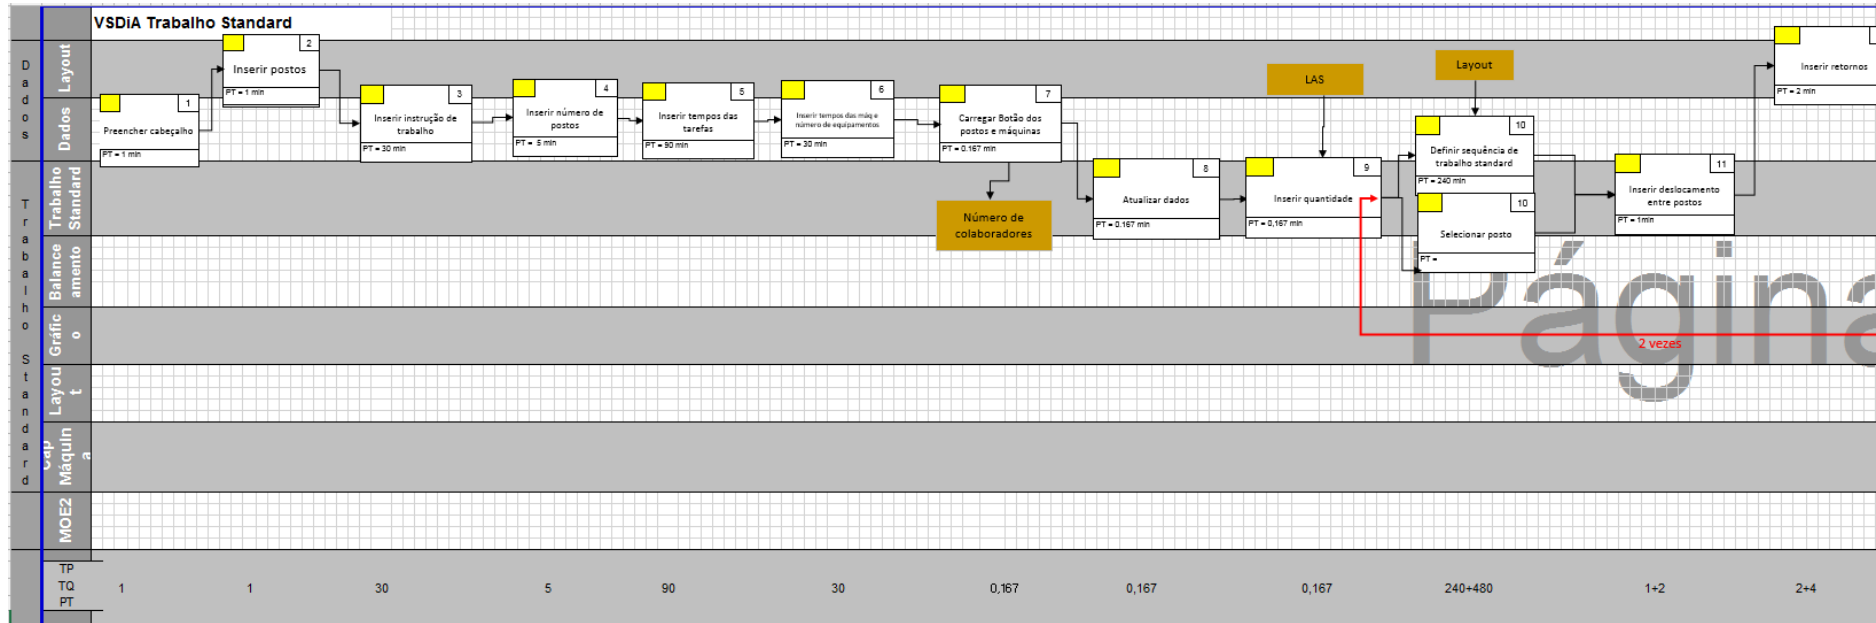 VSDiA Trabalho Standard
Dados
Trabalho Standard
Layout
Dados
Trabalho
Standard
Balance
amento
Gráfic
o
Layou
t
Cap
Máquin
a
MOE2
1
Preencher cabeçalho
PT = 1 min
2
Inserir postos
PT = 1 min
3
Inserir instrução de
trabalho
PT = 30 min
4
Inserir número de
postos
PT = 5 min
5
Inserir tempos das
tarefas
PT = 90 min
6
Inserir tempos das máq e
número de equipamentos
PT = 30 min
7
Carregar Botão dos
postos e máquinas
PT = 0.167 min
Número de
colaboradores
8
Atualizar dados
PT = 0.167 min
LAS
9
Inserir quantidade
PT = 0,167 min
Layout
10
Definir sequência de
trabalho standard
PT = 240 min
10
Selecionar posto
PT =
11
Inserir deslocamento
entre postos
PT = 1min
Inserir retornos
PT = 2 min
2 vezes
Página
TP
TQ
PT
1 1 30 5 90 30 0,167 0,167 0,167 240+480 1+2 2+4